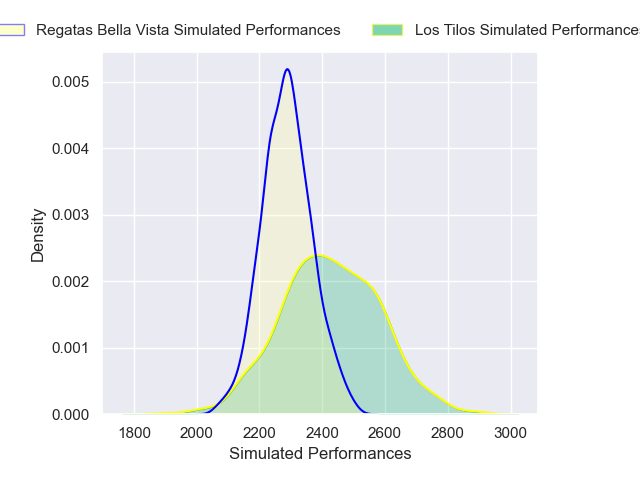 Regatas Bella Vista Simulated Performances
Los Tilos Simulated Performances
0.005
0.004
0.003
0.002
0.001
0.000
Density
1800 2000 2200 2400 2600 2800 3000
Simulated Performances